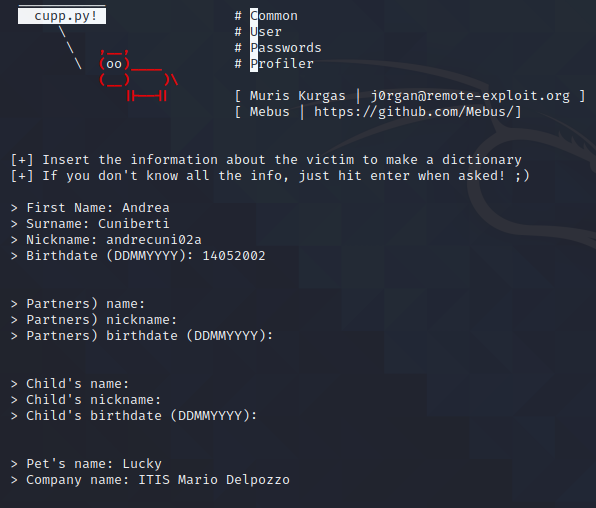 cupp.py! # Common
\ # User
\ ,__, # Passwords
\ (oo)____ # Profiler
(__) )\
||--|| [ Muris Kurgas | j0rgan@remote-exploit.org ]
[ Mebus | https://github.com/Mebus/]
[+] Insert the information about the victim to make a dictionary
[+] If you don't know all the info, just hit enter when asked! ;)
> First Name: Andrea
> Surname: Cuniberti
> Nickname: andrecuni02a
> Birthdate (DDMMYYYY): 14052002
> Partners) name:
> Partners) nickname:
> Partners) birthdate (DDMMYYYY):
> Child's name:
> Child's nickname:
> Child's birthdate (DDMMYYYY):
> Pet's name: Lucky
> Company name: ITIS Mario Delpozzo